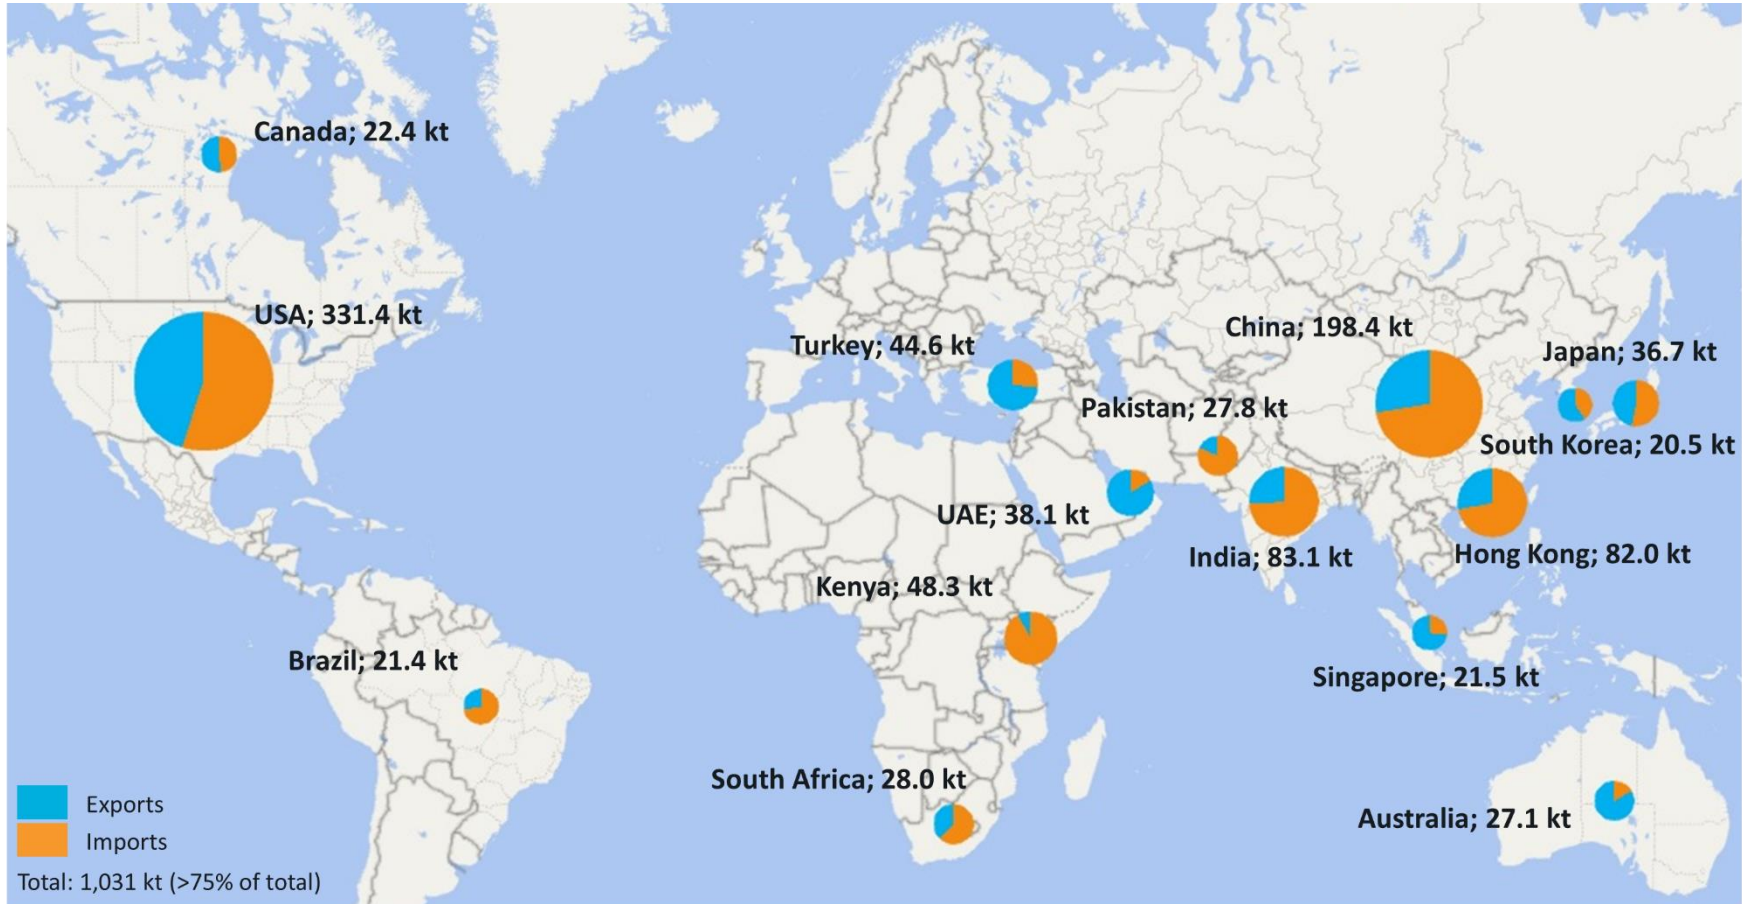 Canada; 22.4 kt
USA; 331.4 kt
China; 198.4 kt
Turkey; 44.6 kt
Japan; 36.7 kt
Pakistan; 27.8 kt
South Korea; 20.5 kt
UAE; 38.1 kt
India; 83.1 kt
Hong Kong; 82.0 kt
Kenya; 48.3 kt
Brazil; 21.4 kt
Singapore; 21.5 kt
South Africa; 28.0 kt
Australia; 27.1 kt
Exports
Imports
Total: 1,031 kt (>75% of total)